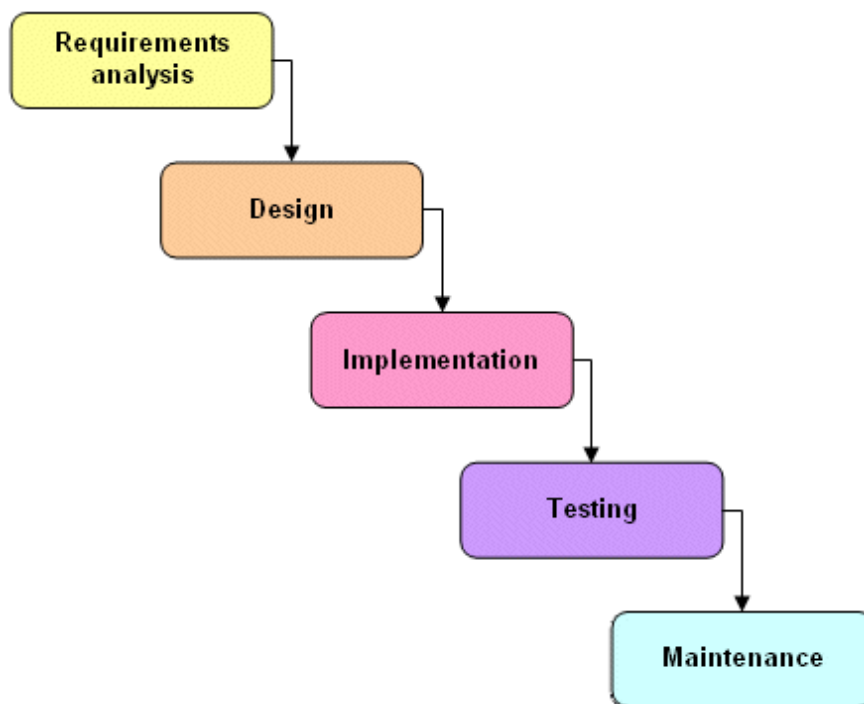 Requirements
analysis
Design
Implementation
Testing
Maintenance